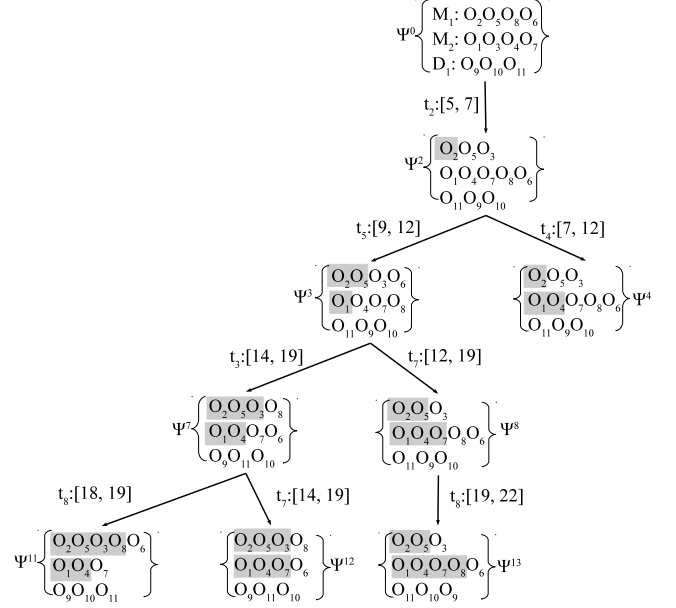 Ψ⁰
M₁: O₂O₅O₈O₆
M₂: O₁O₃O₄O₇
D₁: O₉O₁₀O₁₁
t₂:[5, 7]
Ψ²
O₂O₅O₃
O₁O₄O₇O₈O₆
O₁₁O₉O₁₀
t₅:[9, 12]
t₄:[7, 12]
Ψ³
O₂O₅O₃O₆
O₁O₄O₇O₈
O₁₁O₉O₁₀
O₂O₅O₃
O₁O₄O₇O₈O₆
O₁₁O₉O₁₀
Ψ⁴
t₃:[14, 19]
t₇:[12, 19]
Ψ⁷
O₂O₅O₃O₈
O₁O₄O₇O₆
O₉O₁₁O₁₀
O₂O₅O₃
O₁O₄O₇O₈O₆
O₁₁O₉O₁₀
Ψ⁸
t₈:[18, 19]
t₇:[14, 19]
t₈:[19, 22]
Ψ¹¹
O₂O₅O₃O₈O₆
O₁O₄O₇
O₉O₁₀O₁₁
O₂O₅O₃O₈
O₁O₄O₇O₆
O₉O₁₁O₁₀
Ψ¹²
O₂O₅O₃
O₁O₄O₇O₈O₆
O₁₁O₁₀O₉
Ψ¹³